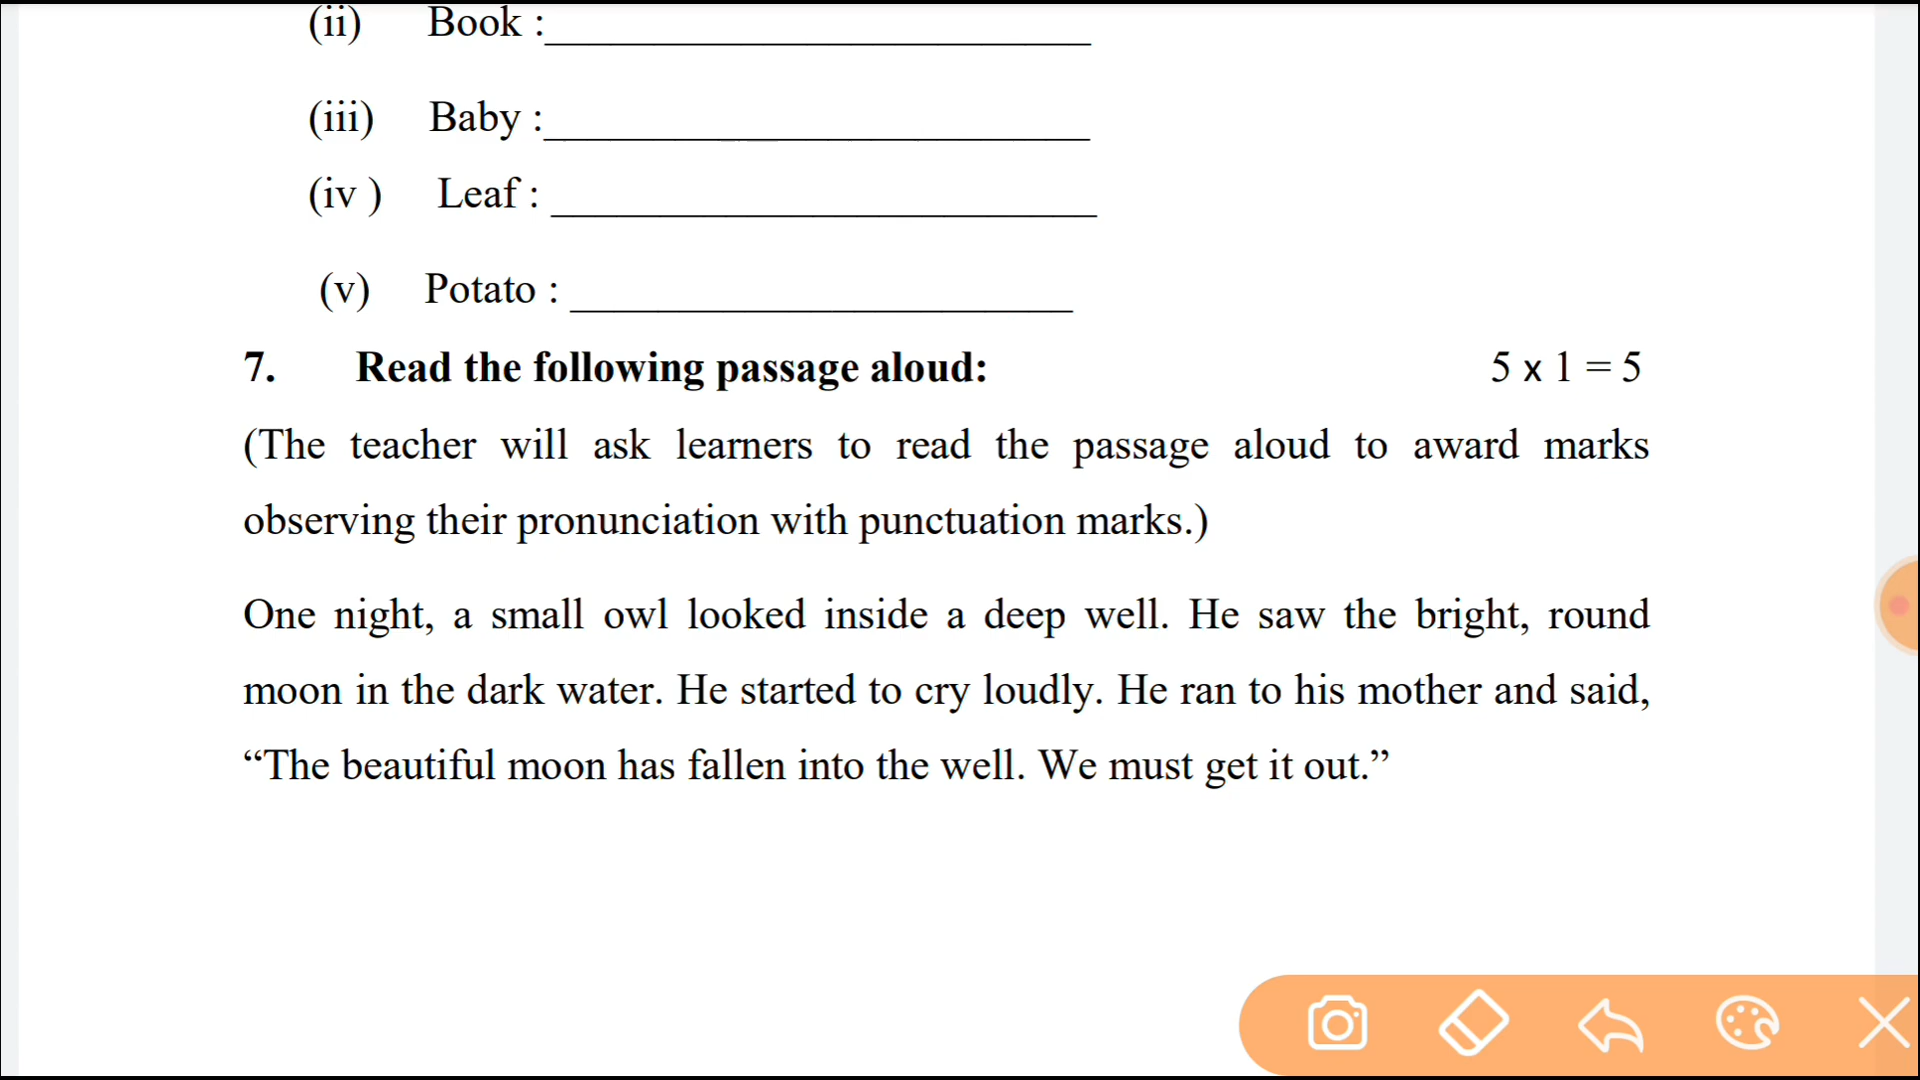 (ii) Book :_________________________
(iii) Baby :_________________________
(iv ) Leaf : _________________________
(v) Potato : _______________________
7. Read the following passage aloud: 5 x 1 = 5
(The teacher will ask learners to read the passage aloud to award marks
observing their pronunciation with punctuation marks.)
One night, a small owl looked inside a deep well. He saw the bright, round
moon in the dark water. He started to cry loudly. He ran to his mother and said,
“The beautiful moon has fallen into the well. We must get it out.”